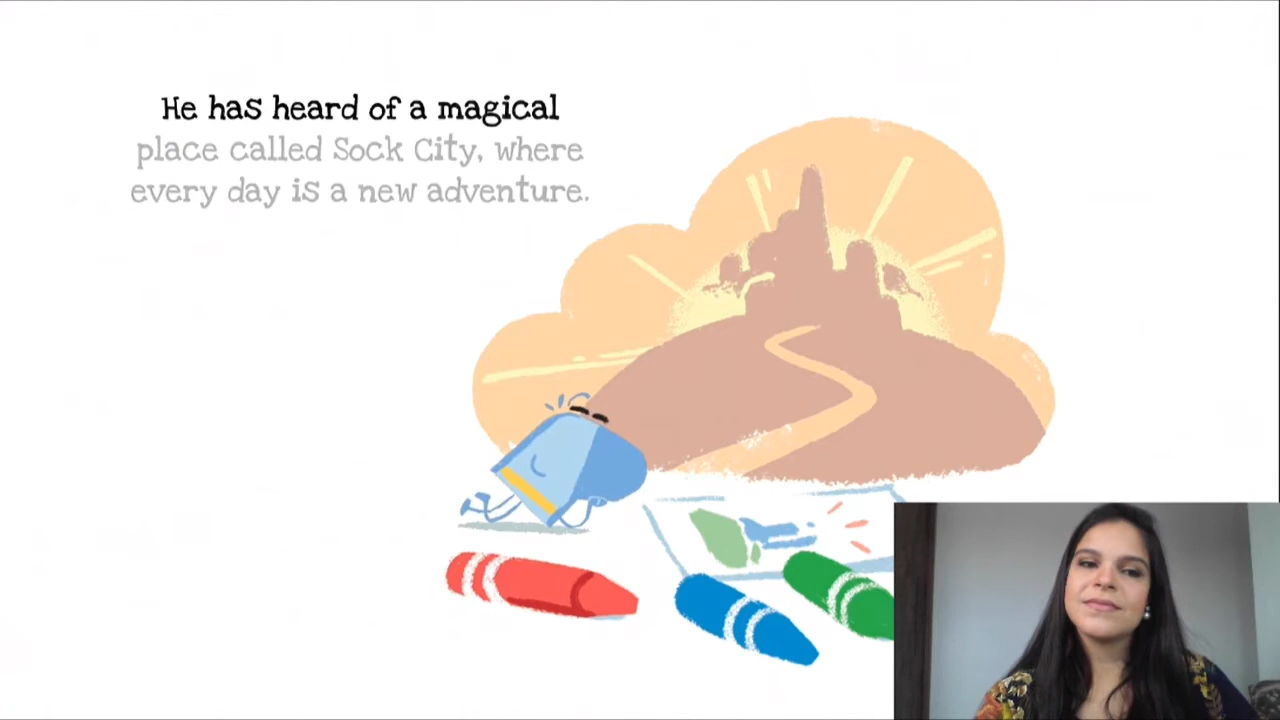 He has heard of a magical
place called Sock City, where
every day is a new adventure.